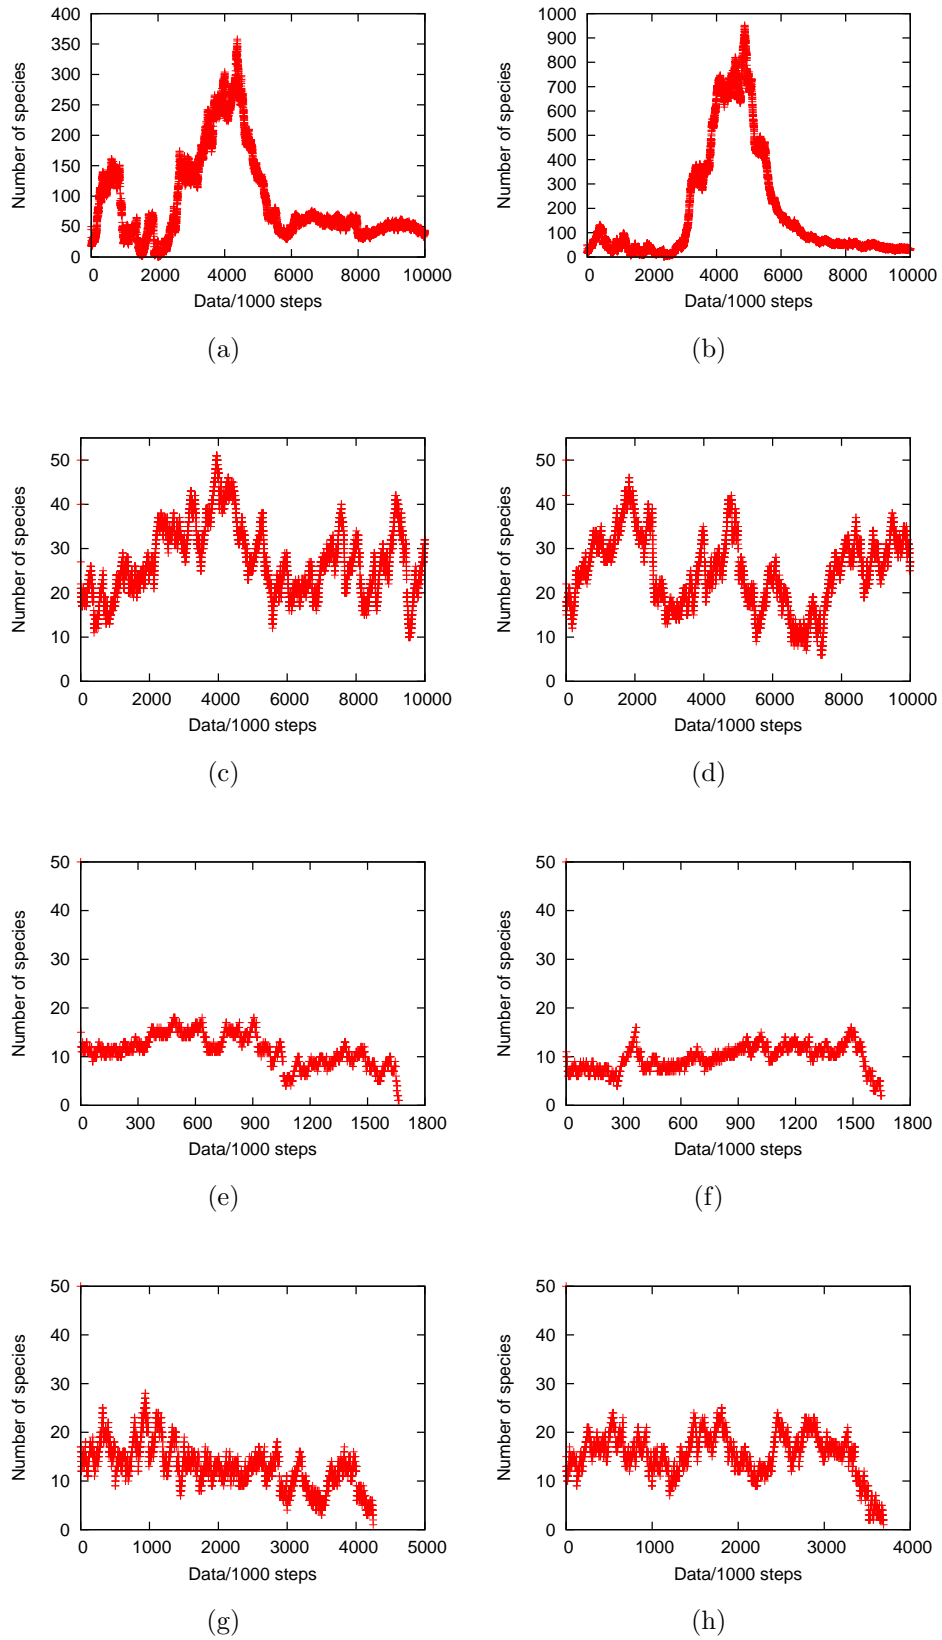 400
350
300
250
200
150
100
50
0
Number of species
0 2000 4000 6000 8000 10000
Data/1000 steps
(a)
1000
900
800
700
600
500
400
300
200
100
0
Number of species
0 2000 4000 6000 8000 10000
Data/1000 steps
(b)
50
40
30
20
10
0
Number of species
0 2000 4000 6000 8000 10000
Data/1000 steps
(c)
50
40
30
20
10
0
Number of species
0 2000 4000 6000 8000 10000
Data/1000 steps
(d)
50
40
30
20
10
0
Number of species
0 300 600 900 1200 1500 1800
Data/1000 steps
(e)
50
40
30
20
10
0
Number of species
0 300 600 900 1200 1500 1800
Data/1000 steps
(f)
50
40
30
20
10
0
Number of species
0 1000 2000 3000 4000 5000
Data/1000 steps
(g)
50
40
30
20
10
0
Number of species
0 1000 2000 3000 4000
Data/1000 steps
(h)